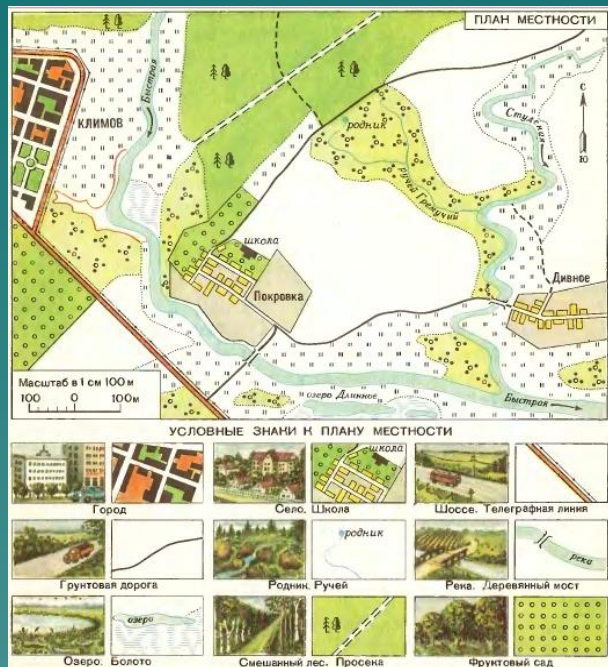 ПЛАН МЕСТНОСТИ
КЛИМОВ
Быстрая
родник
Студеная
С
Ю
ручей Гремучий
школа
Покровка
Дивное
Масштаб в 1 см 100 м
100 0 100м
озеро Длинное
Быстрая
УСЛОВНЫЕ ЗНАКИ К ПЛАНУ МЕСТНОСТИ
школа
Город
Село. Школа
Шоссе. Телеграфная линия
родник
река
Грунтовая дорога
Родник. Ручей
Река. Деревянный мост
озеро
Озеро. Болото
Смешанный лес. Просека
Фруктовый сад